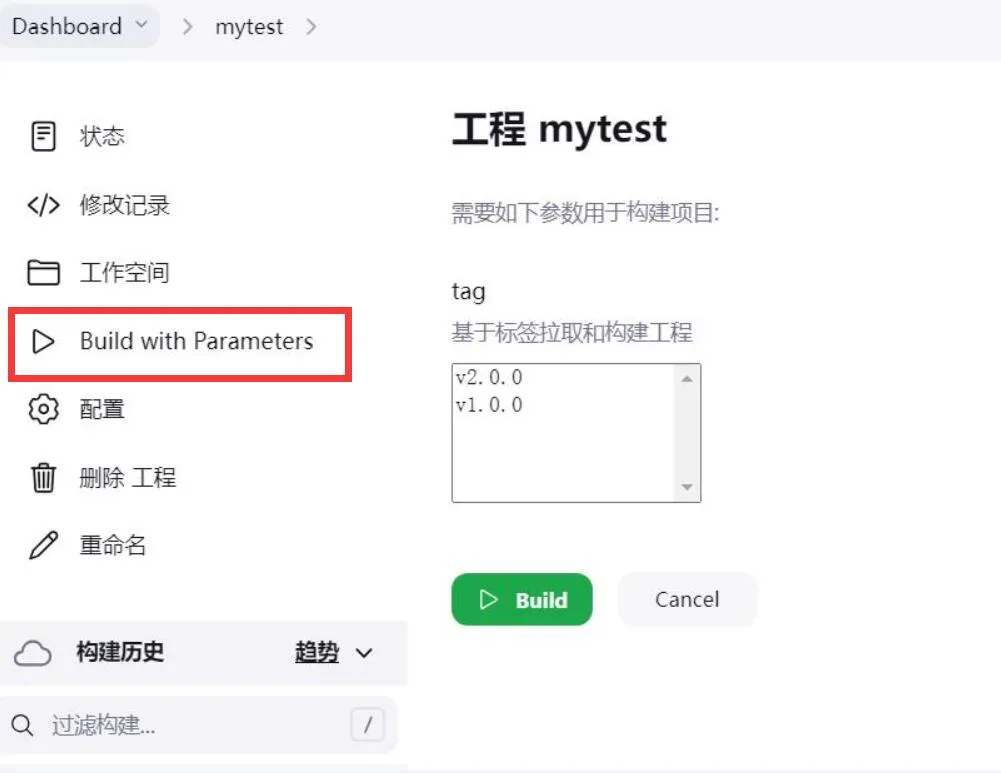 Dashboard
mytest
状态
修改记录
工作空间
Build with Parameters
配置
删除 工程
重命名
构建历史
趋势
过滤构建...
/
工程 mytest
需要如下参数用于构建项目:
tag
基于标签拉取和构建工程
v2.0.0
v1.0.0
Build
Cancel